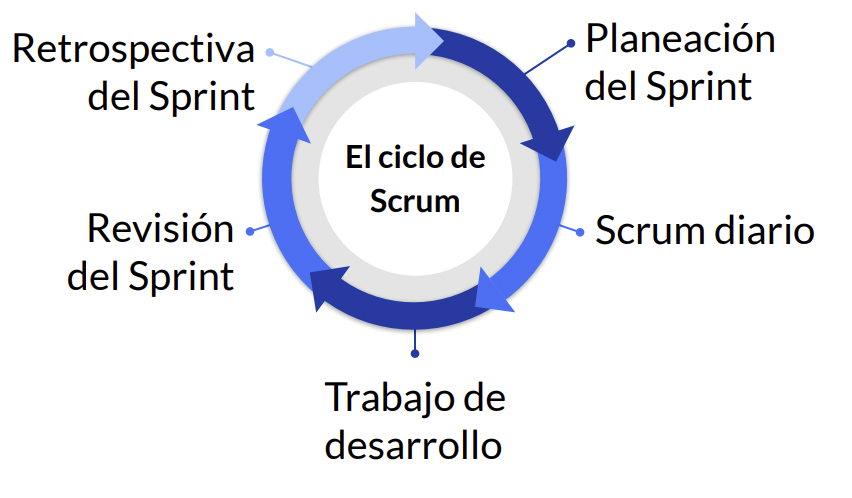 El ciclo de
Scrum
Planeación
del Sprint
Scrum diario
Trabajo de
desarrollo
Revisión
del Sprint
Retrospectiva
del Sprint